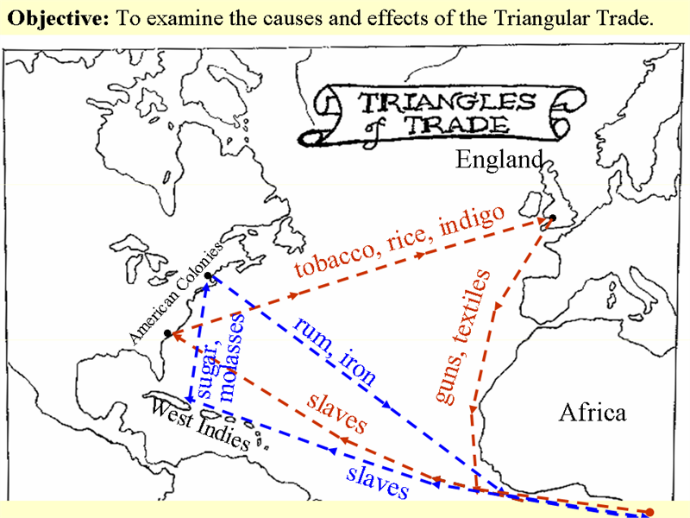 Objective: To examine the causes and effects of the Triangular Trade.
TRIANGLES
of TRADE
England
tobacco, rice, indigo
American Colonies
guns, textiles
rum, iron
sugar,
molasses
slaves
Africa
West Indies
slaves